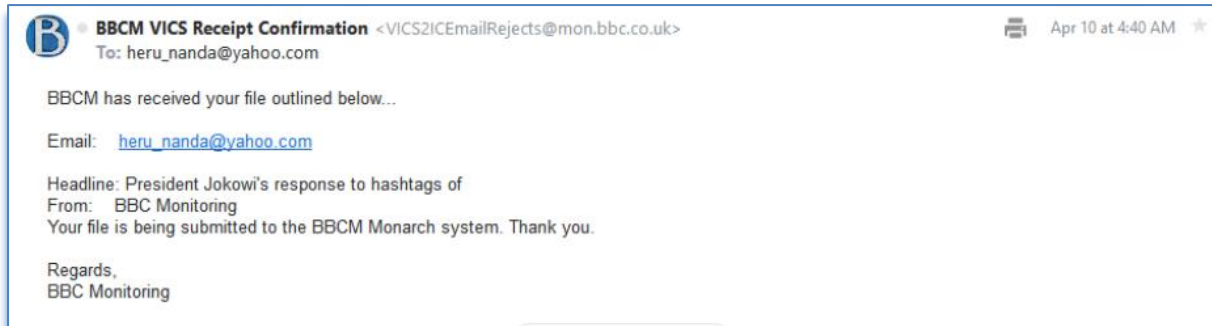 B
BBCM VICS Receipt Confirmation <VICS2ICEmailRejects@mon.bbc.co.uk> Apr 10 at 4:40 AM
To: heru_nanda@yahoo.com
BBCM has received your file outlined below...
Email: heru_nanda@yahoo.com
Headline: President Jokowi's response to hashtags of
From: BBC Monitoring
Your file is being submitted to the BBCM Monarch system. Thank you.
Regards,
BBC Monitoring